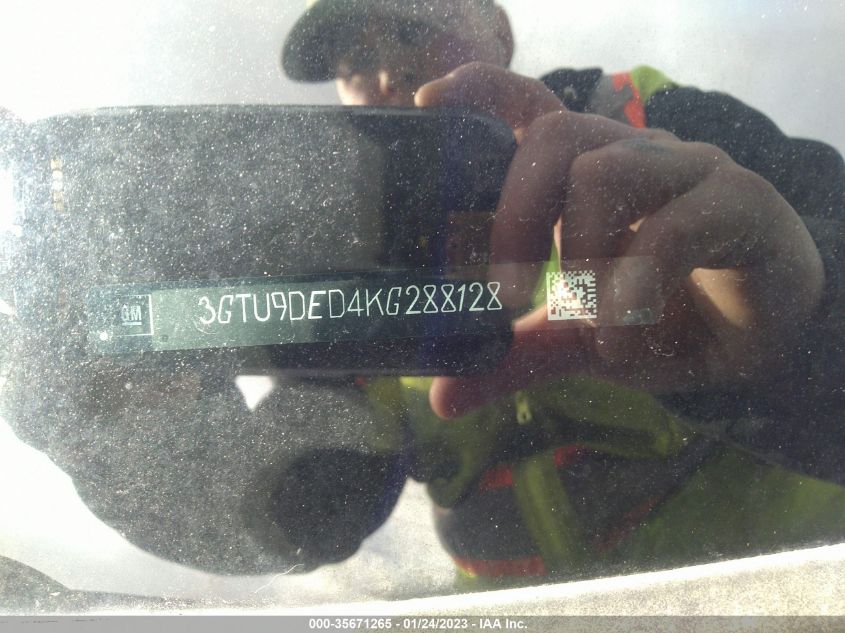 GM
3GTU9DED4KG288128
000-35671265 - 01/24/2023 - IAA Inc.